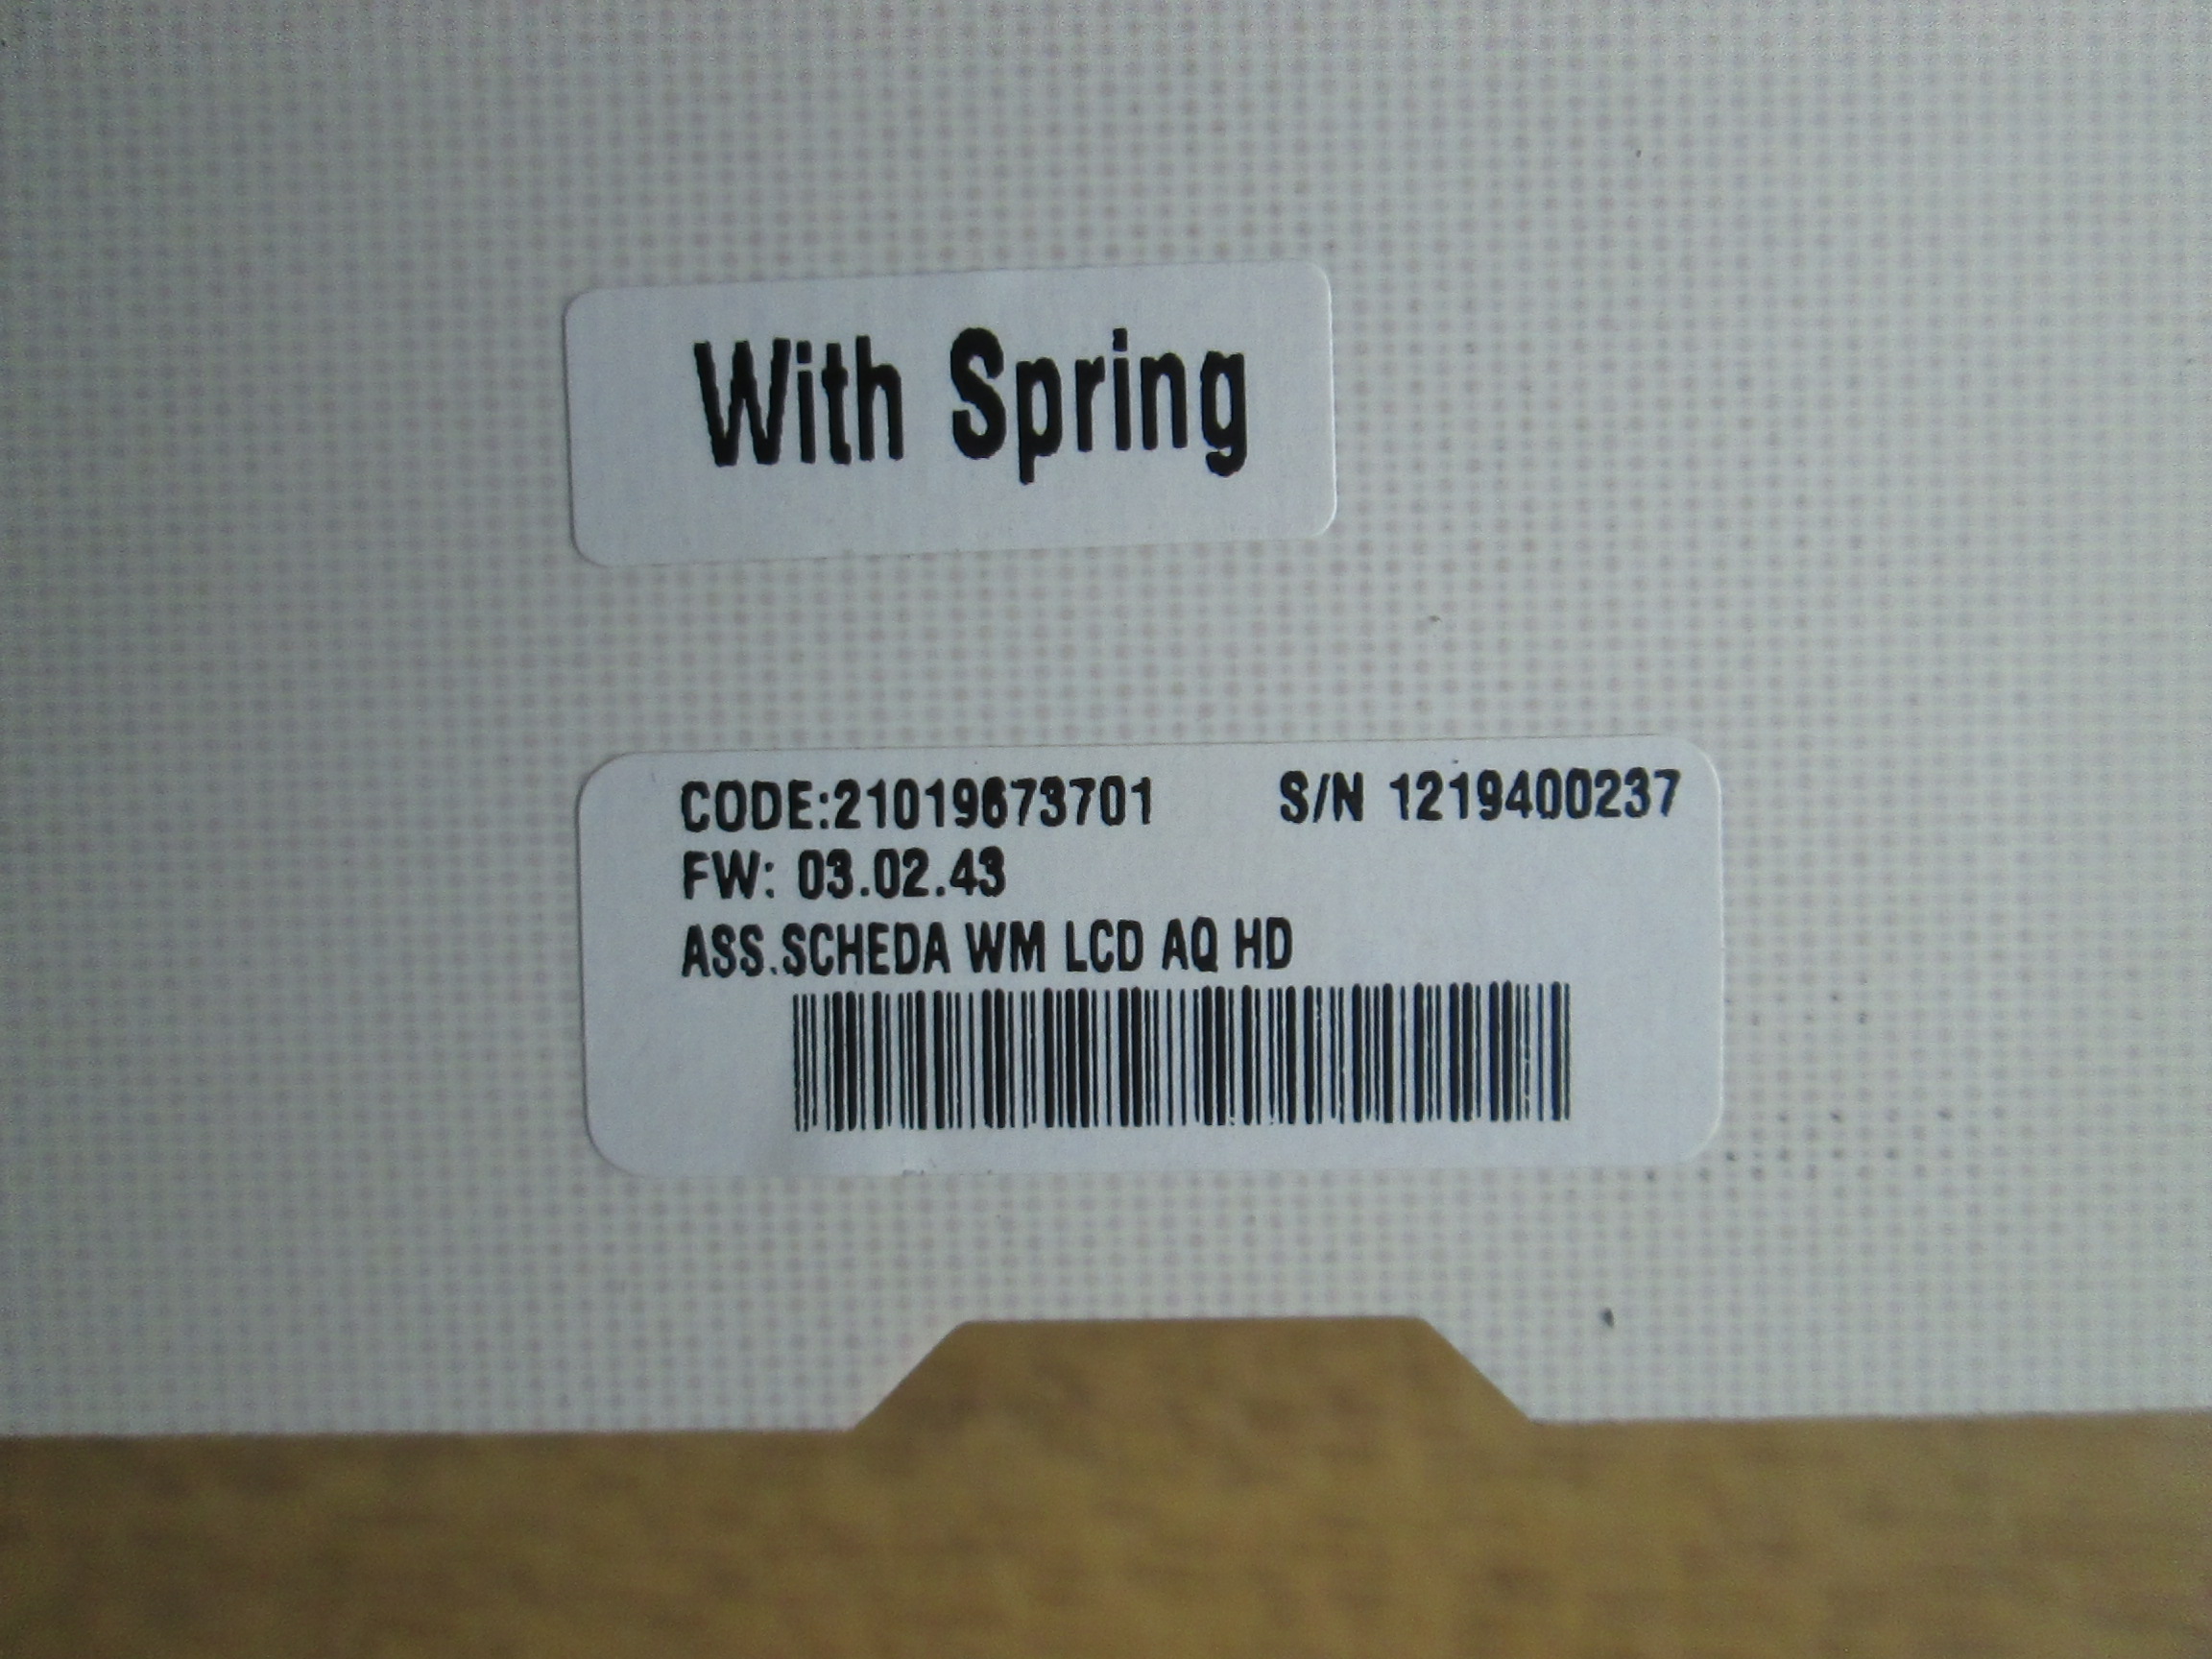 With Spring
CODE:21019673701 S/N 1219400237
FW: 03.02.43
ASS.SCHEDA WM LCD AQ HD